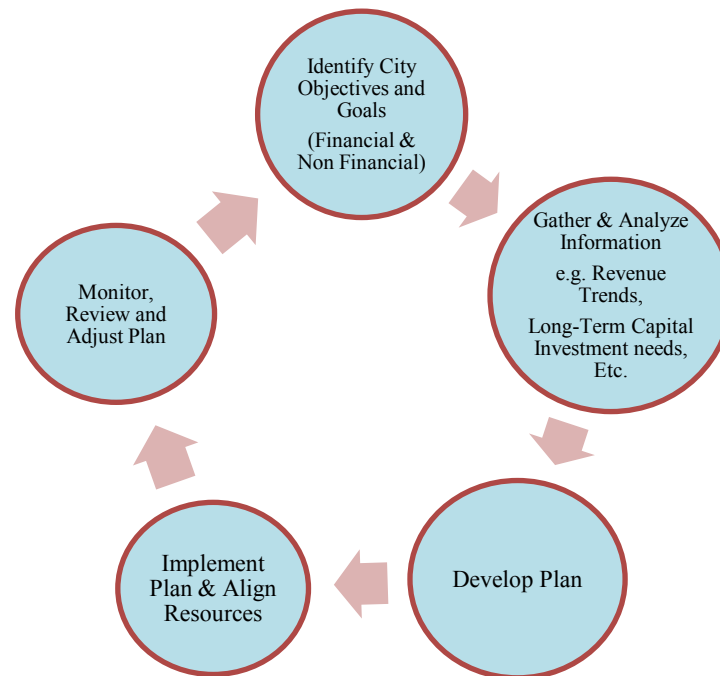 Identify City
Objectives and
Goals
(Financial &
Non Financial)
Gather & Analyze
Information
e.g. Revenue
Trends,
Long-Term Capital
Investment needs,
Etc.
Develop Plan
Implement
Plan & Align
Resources
Monitor,
Review and
Adjust Plan